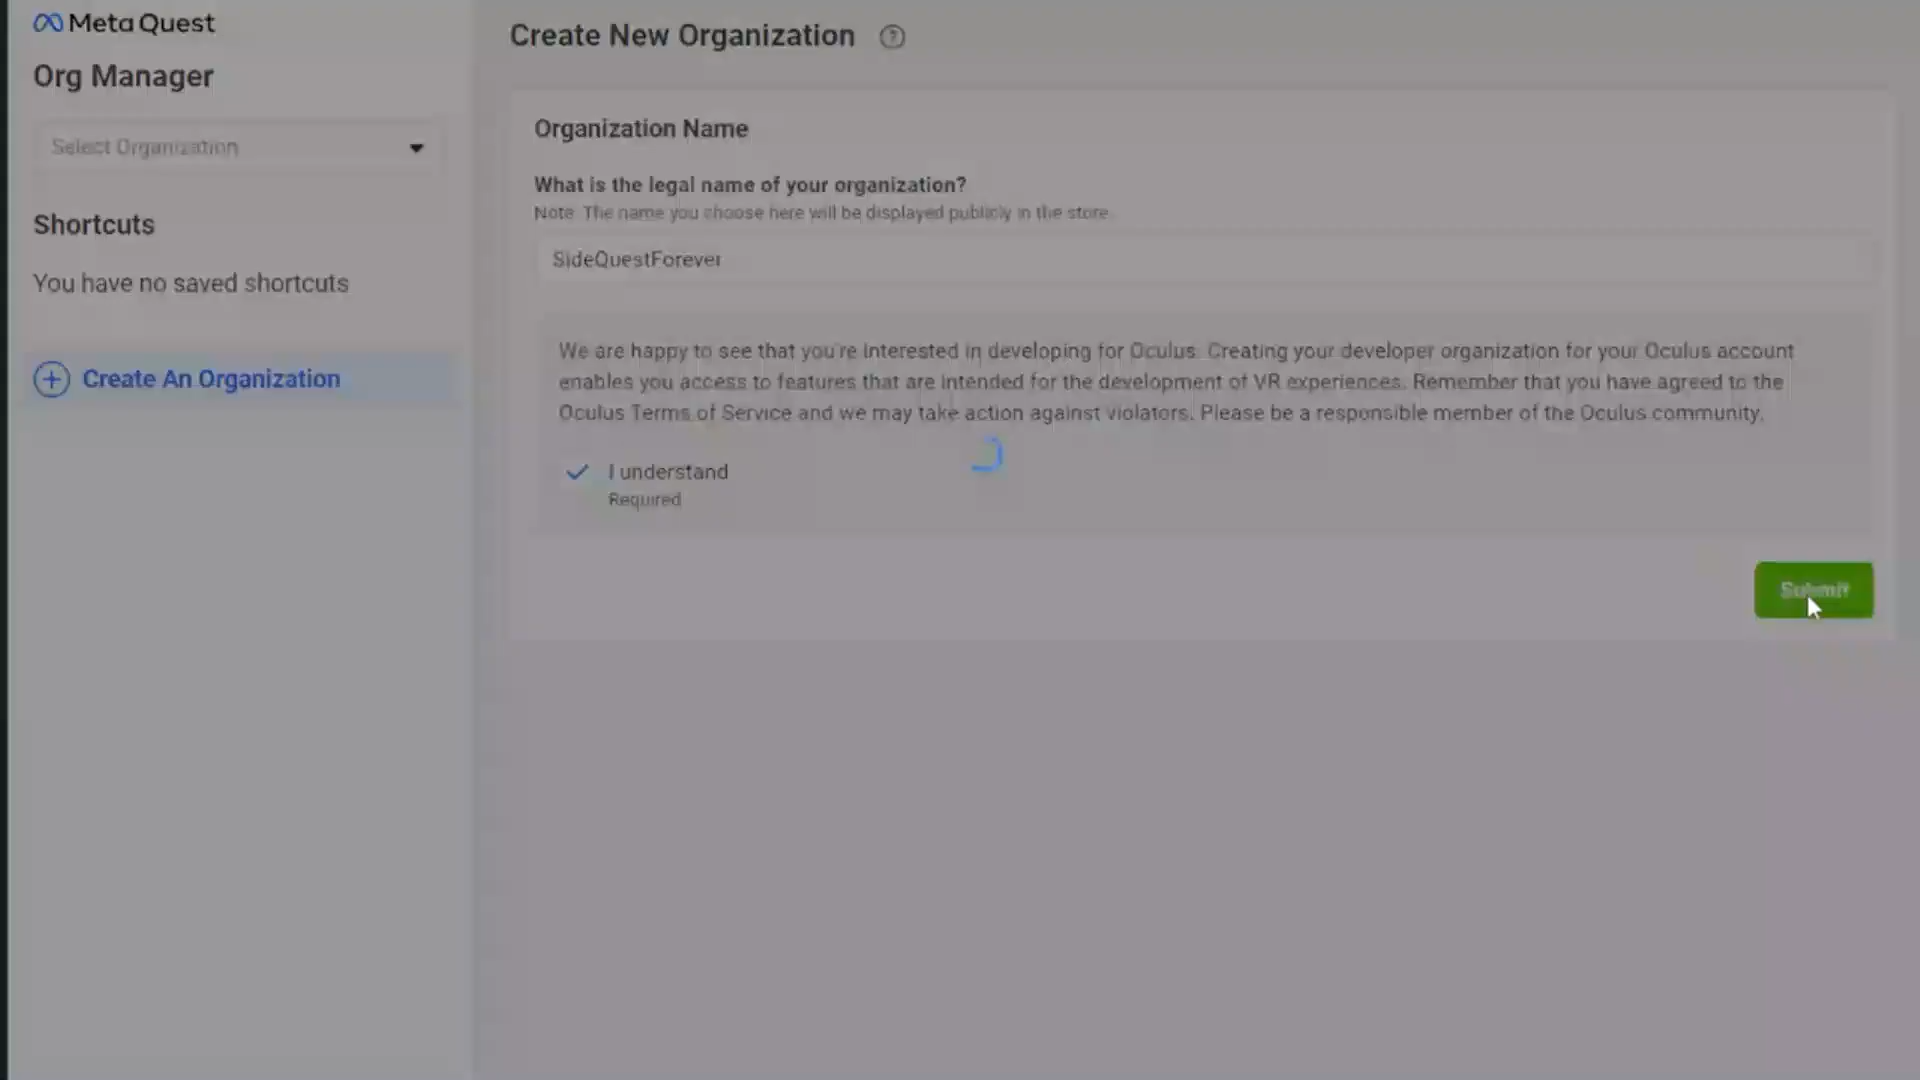 Meta Quest
Org Manager
Select Organization
Shortcuts
You have no saved shortcuts
Create An Organization
Create New Organization ?
Organization Name
What is the legal name of your organization?
Note: The name you choose here will be displayed publicly in the store.
SideQuestForever
We are happy to see that you're interested in developing for Oculus. Creating your developer organization for your Oculus account
enables you access to features that are intended for the development of VR experiences. Remember that you have agreed to the
Oculus Terms of Service and we may take action against violators. Please be a responsible member of the Oculus community.
I understand
Required
Submit